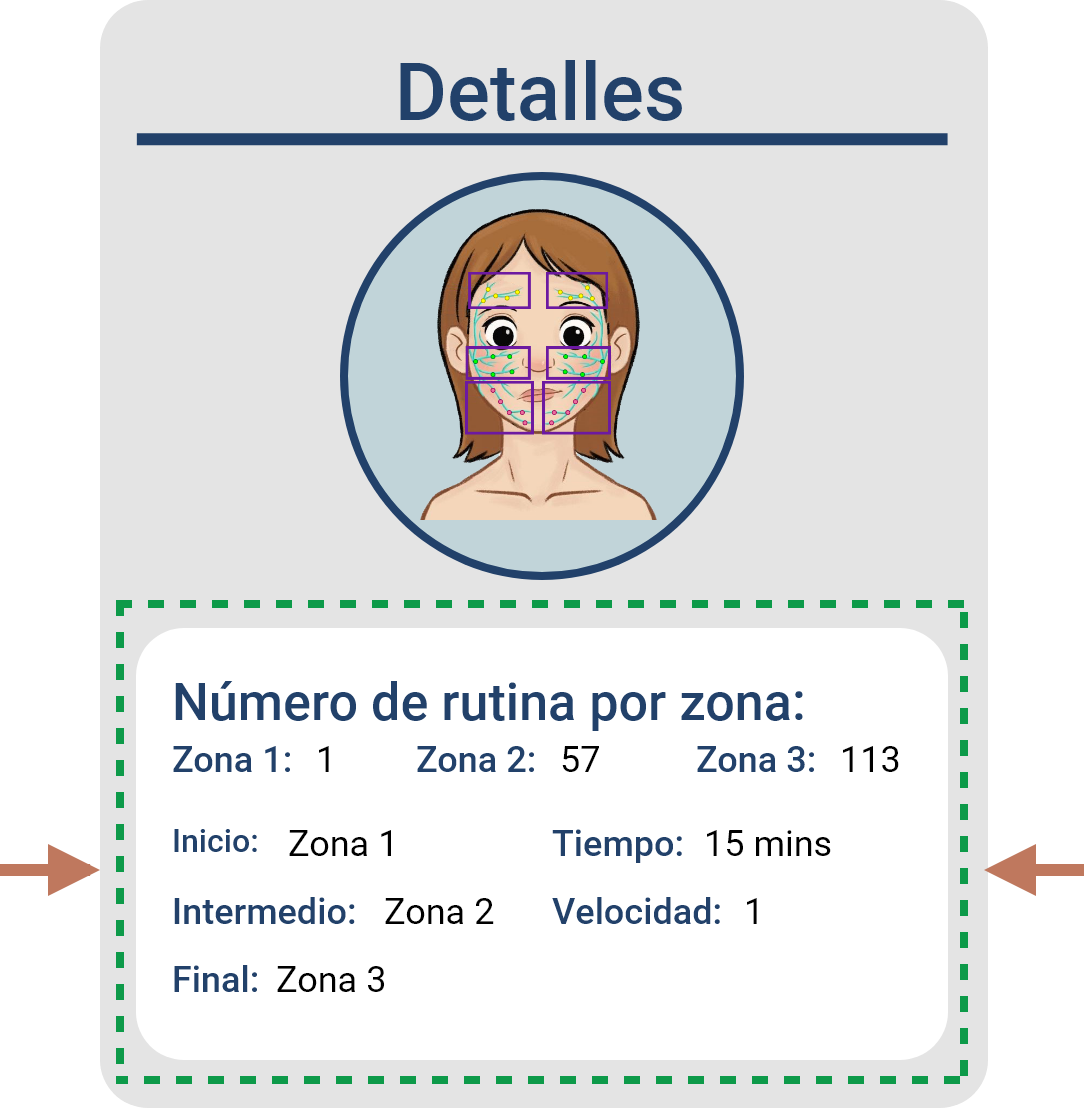 Detalles
Número de rutina por zona:
Zona 1: 1 Zona 2: 57 Zona 3: 113
Inicio: Zona 1 Tiempo: 15 mins
Intermedio: Zona 2 Velocidad: 1
Final: Zona 3